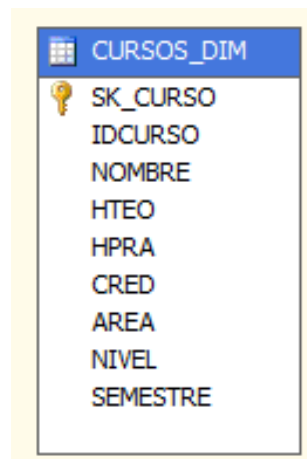 CURSOS_DIM
SK_CURSO
IDCURSO
NOMBRE
HTEO
HPRA
CRED
AREA
NIVEL
SEMESTRE